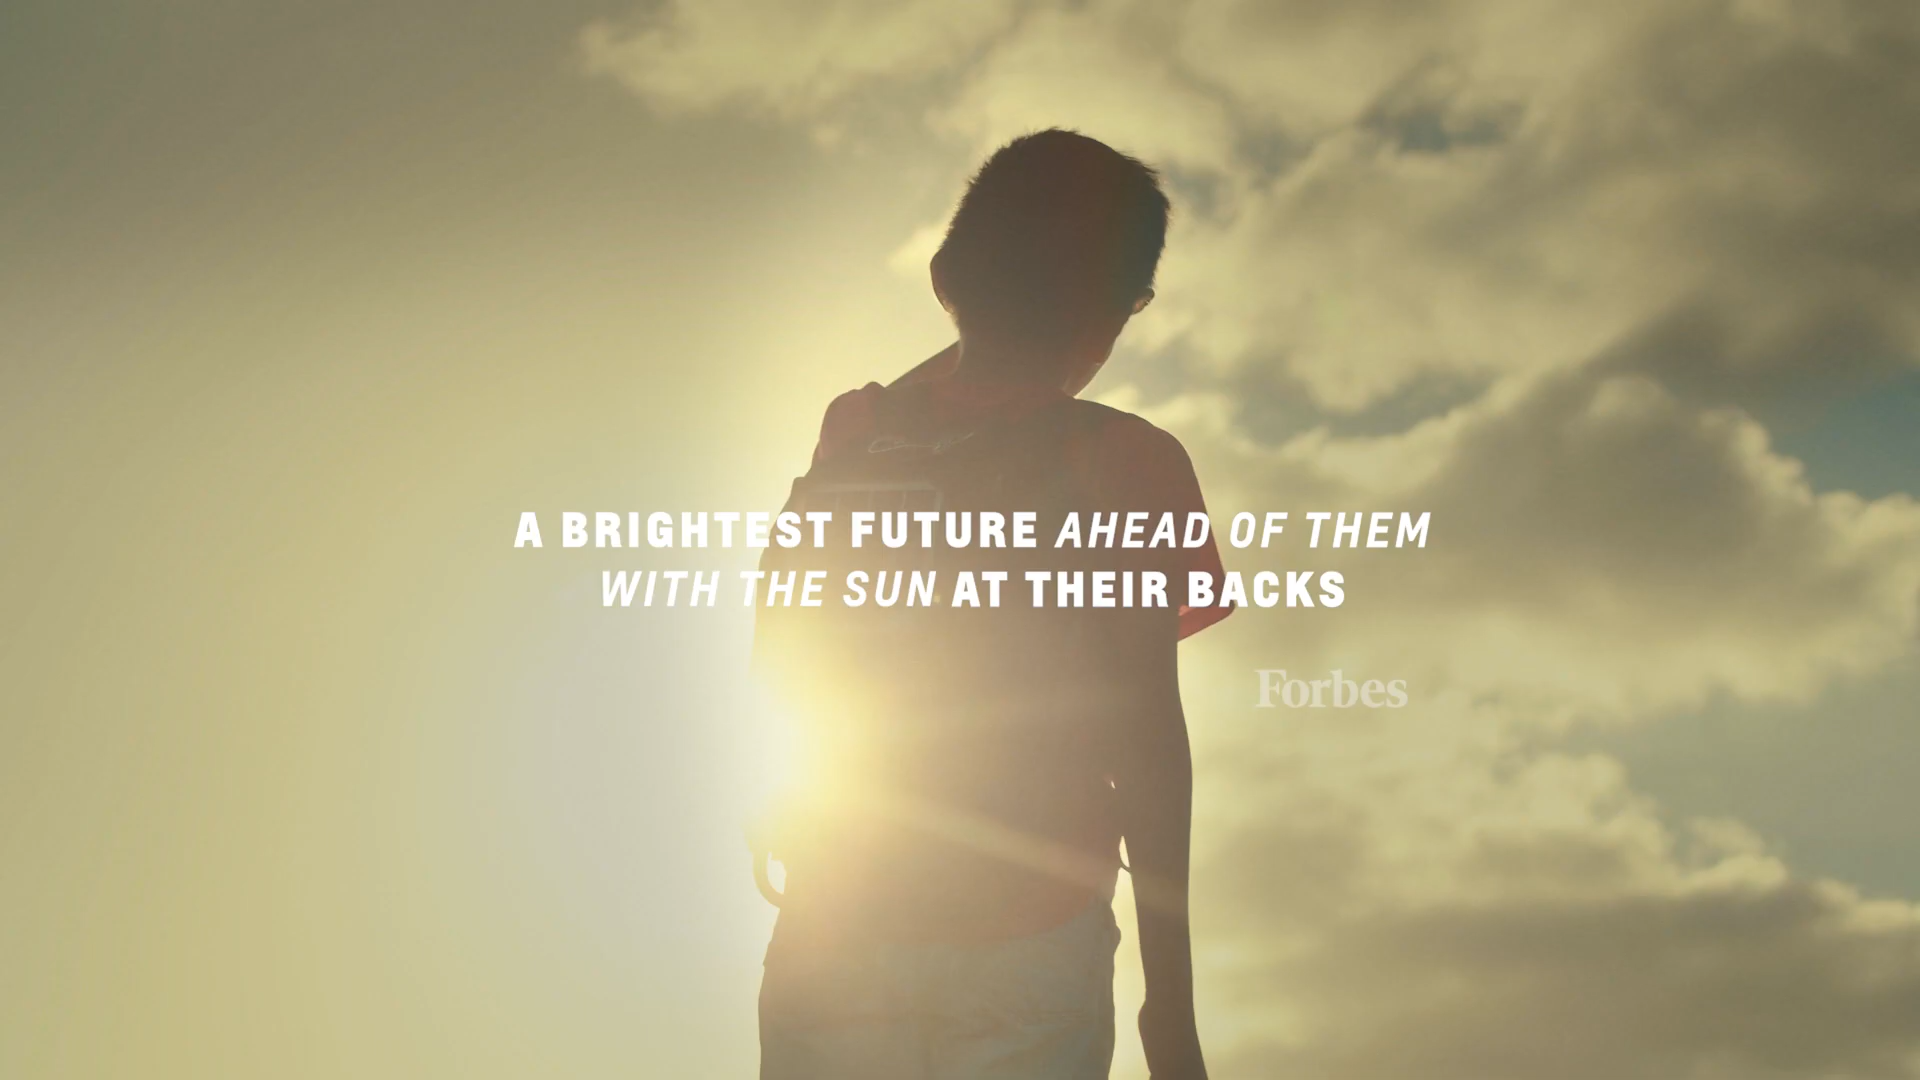 A BRIGHTEST FUTURE AHEAD OF THEM
WITH THE SUN AT THEIR BACKS
Forbes